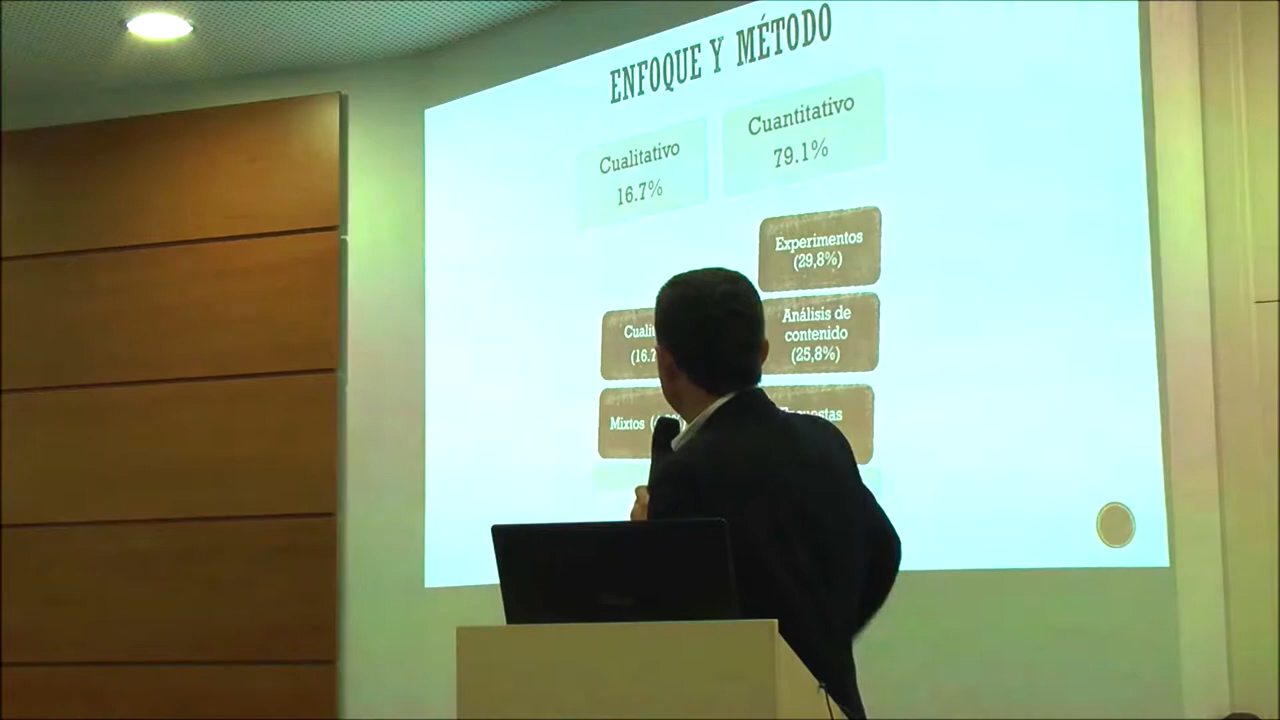 ENFOQUE Y MÉTODO
Cualitativo
16.7%
Cuantitativo
79.1%
Experimentos
(29,8%)
Análisis de
contenido
(25,8%)
Mixtos